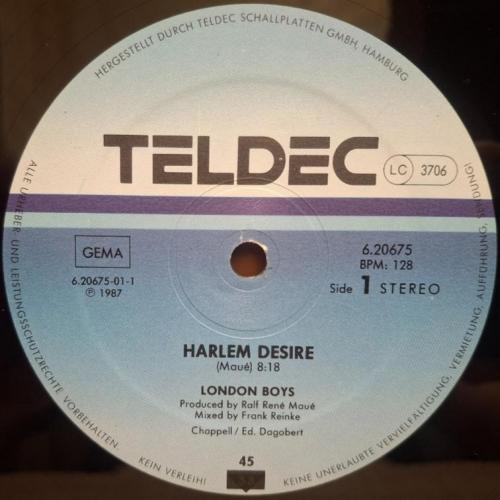 HERGESTELLT DURCH TELDEC SCHALLPLATTEN GMBH, HAMBURG
TELDEC
LC 3706
GEMA
6.20675-01-1
Ⓟ 1987
6.20675
BPM: 128
Side 1 STEREO
HARLEM DESIRE
(Maué) 8:18
LONDON BOYS
Produced by Ralf René Maué
Mixed by Frank Reinke
Chappell / Ed. Dagobert
45
ALLE URHEBER- UND LEISTUNGSSCHUTZRECHTE VORBEHALTEN.
KEIN VERLEIH!
KEINE UNERLAUBTE VERVIELFÄLTIGUNG, VERMIETUNG, AUFFÜHRUNG, SENDUNG!